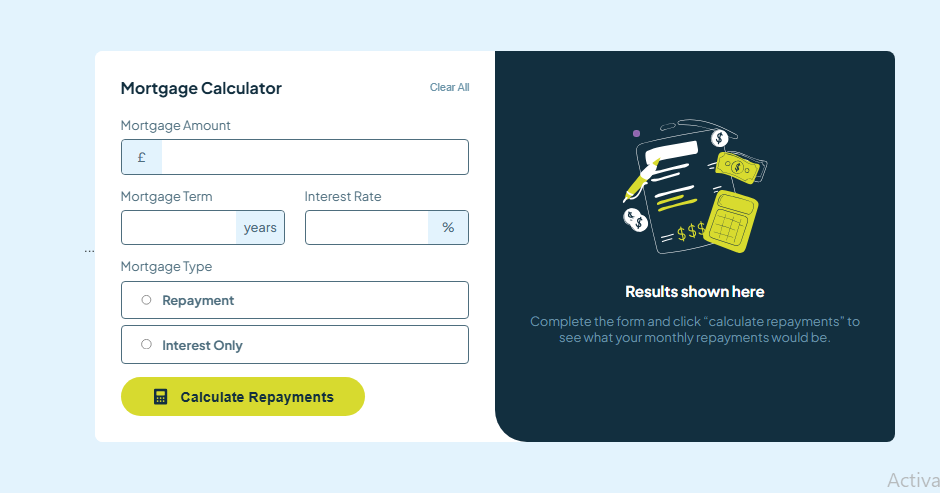 Mortgage Calculator
Clear All
Mortgage Amount
£
Mortgage Term
Interest Rate
years
%
...
Mortgage Type
Repayment
Interest Only
Calculate Repayments
$ $
$
$
$$$
Results shown here
Complete the form and click “calculate repayments” to
see what your monthly repayments would be.
Activa